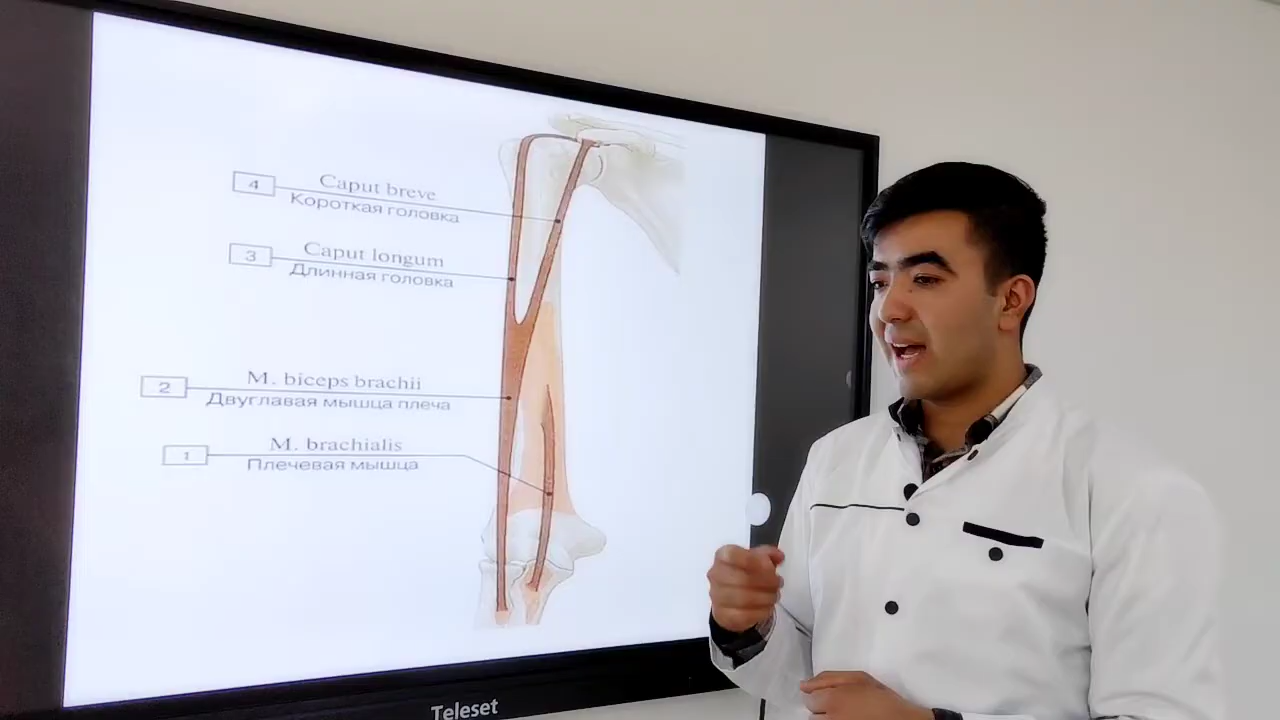 4
Caput breve
Короткая головка
3
Caput longum
Длинная головка
2
M. biceps brachii
Двуглавая мышца плеча
1
M. brachialis
Плечевая мышца
Teleset